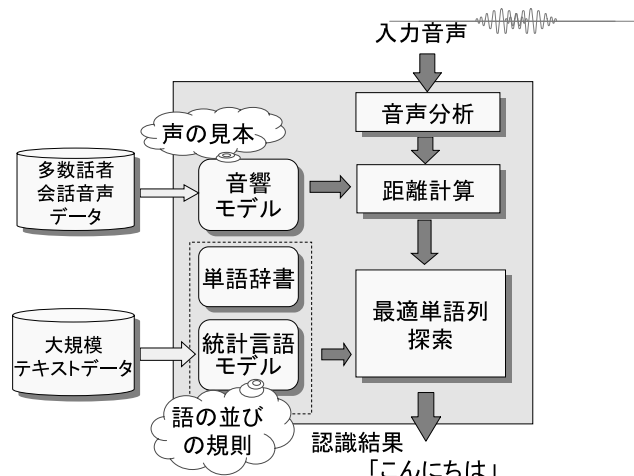 入力音声
音声分析
声の見本
多数話者
会話音声
データ
音響
モデル
距離計算
単語辞書
最適単語列
探索
大規模
テキストデータ
統計言語
モデル
語の並び
の規則
認識結果
「こんにちは」